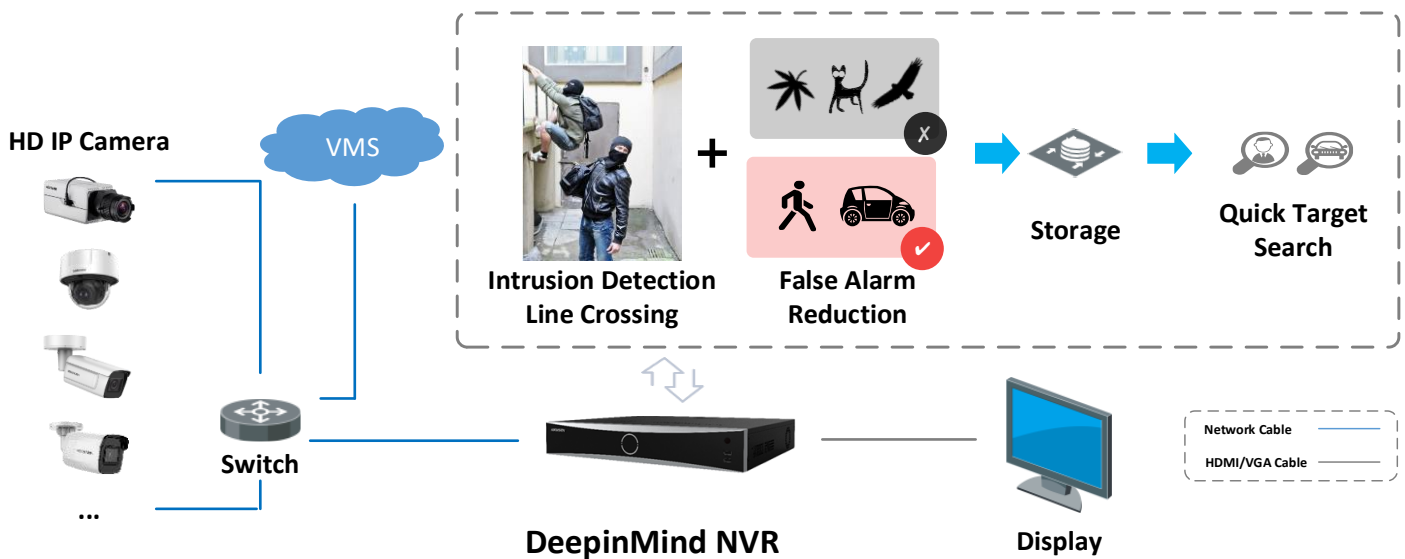 HD IP Camera
VMS
Intrusion Detection
Line Crossing
+
False Alarm
Reduction
✗
✓
Storage
Quick Target
Search
...
Switch
DeepinMind NVR
Display
Network Cable
HDMI/VGA Cable